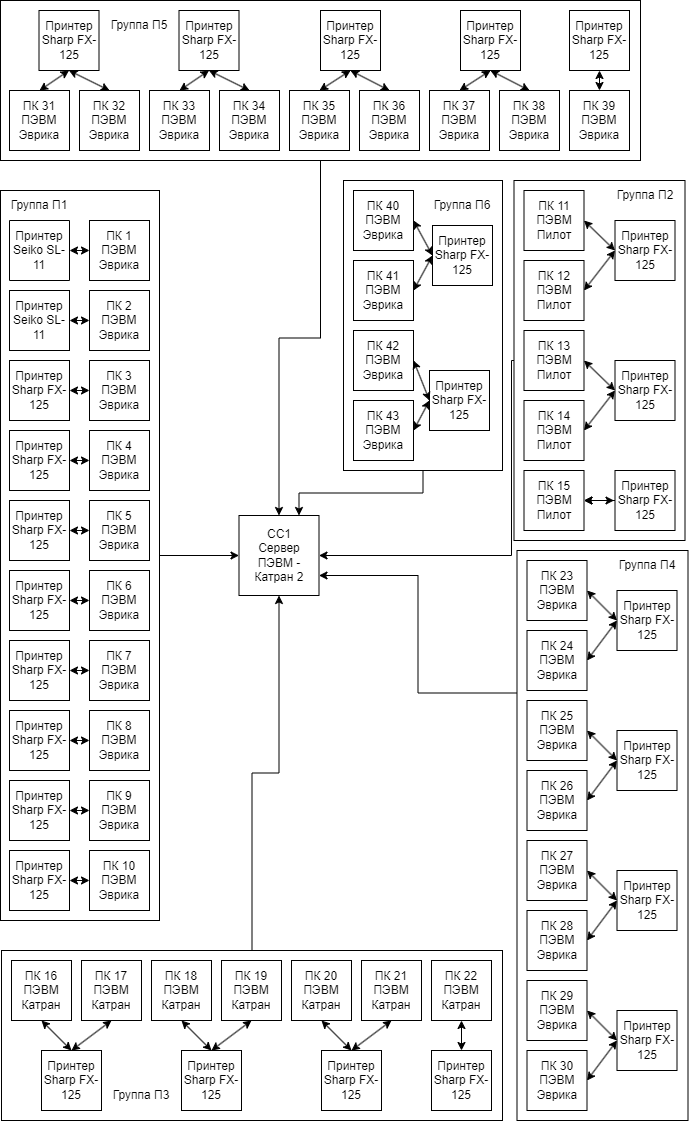 Группа П5
Принтер
Sharp FX-
125
Принтер
Sharp FX-
125
Принтер
Sharp FX-
125
Принтер
Sharp FX-
125
Принтер
Sharp FX-
125
ПК 31
ПЭВМ
Эврика
ПК 32
ПЭВМ
Эврика
ПК 33
ПЭВМ
Эврика
ПК 34
ПЭВМ
Эврика
ПК 35
ПЭВМ
Эврика
ПК 36
ПЭВМ
Эврика
ПК 37
ПЭВМ
Эврика
ПК 38
ПЭВМ
Эврика
ПК 39
ПЭВМ
Эврика
Группа П1
Принтер
Seiko SL-
11
ПК 1
ПЭВМ
Эврика
Принтер
Seiko SL-
11
ПК 2
ПЭВМ
Эврика
Принтер
Sharp FX-
125
ПК 3
ПЭВМ
Эврика
Принтер
Sharp FX-
125
ПК 4
ПЭВМ
Эврика
Принтер
Sharp FX-
125
ПК 5
ПЭВМ
Эврика
Принтер
Sharp FX-
125
ПК 6
ПЭВМ
Эврика
Принтер
Sharp FX-
125
ПК 7
ПЭВМ
Эврика
Принтер
Sharp FX-
125
ПК 8
ПЭВМ
Эврика
Принтер
Sharp FX-
125
ПК 9
ПЭВМ
Эврика
Принтер
Sharp FX-
125
ПК 10
ПЭВМ
Эврика
Группа П6
ПК 40
ПЭВМ
Эврика
ПК 41
ПЭВМ
Эврика
Принтер
Sharp FX-
125
ПК 42
ПЭВМ
Эврика
ПК 43
ПЭВМ
Эврика
Принтер
Sharp FX-
125
Группа П2
ПК 11
ПЭВМ
Пилот
ПК 12
ПЭВМ
Пилот
Принтер
Sharp FX-
125
ПК 13
ПЭВМ
Пилот
ПК 14
ПЭВМ
Пилот
Принтер
Sharp FX-
125
ПК 15
ПЭВМ
Пилот
Принтер
Sharp FX-
125
СС1
Сервер
ПЭВМ -
Катран 2
Группа П4
ПК 23
ПЭВМ
Эврика
ПК 24
ПЭВМ
Эврика
Принтер
Sharp FX-
125
ПК 25
ПЭВМ
Эврика
ПК 26
ПЭВМ
Эврика
Принтер
Sharp FX-
125
ПК 27
ПЭВМ
Эврика
ПК 28
ПЭВМ
Эврика
Принтер
Sharp FX-
125
ПК 29
ПЭВМ
Эврика
ПК 30
ПЭВМ
Эврика
Принтер
Sharp FX-
125
ПК 16
ПЭВМ
Катран
ПК 17
ПЭВМ
Катран
ПК 18
ПЭВМ
Катран
ПК 19
ПЭВМ
Катран
ПК 20
ПЭВМ
Катран
ПК 21
ПЭВМ
Катран
ПК 22
ПЭВМ
Катран
Принтер
Sharp FX-
125
Принтер
Sharp FX-
125
Принтер
Sharp FX-
125
Принтер
Sharp FX-
125
Группа П3